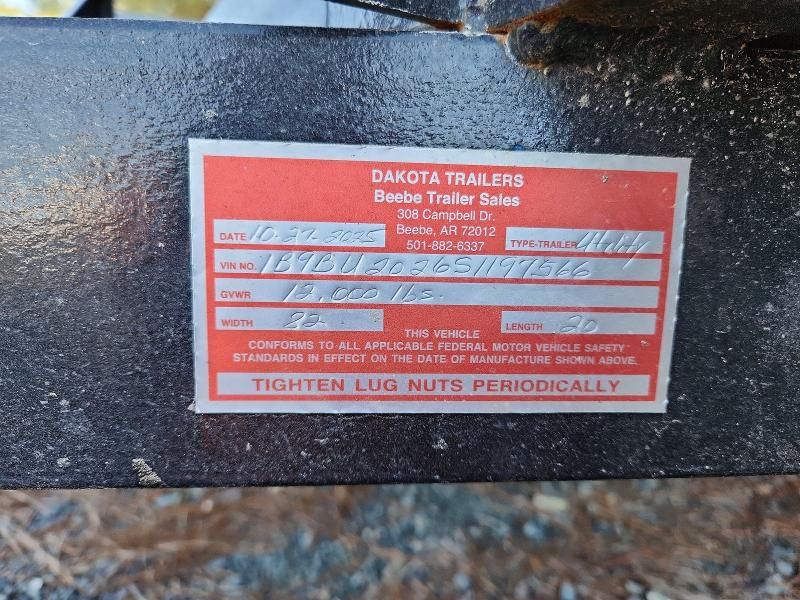 DAKOTA TRAILERS
Beebe Trailer Sales
308 Campbell Dr.
Beebe, AR 72012
501-882-6337
DATE 10-27-2025
TYPE-TRAILER Utility
VIN NO. 1B9BU2026S1197566
GVWR 12,000 lbs.
WIDTH 82
LENGTH 20
THIS VEHICLE
CONFORMS TO ALL APPLICABLE FEDERAL MOTOR VEHICLE SAFETY
STANDARDS IN EFFECT ON THE DATE OF MANUFACTURE SHOWN ABOVE.
TIGHTEN LUG NUTS PERIODICALLY